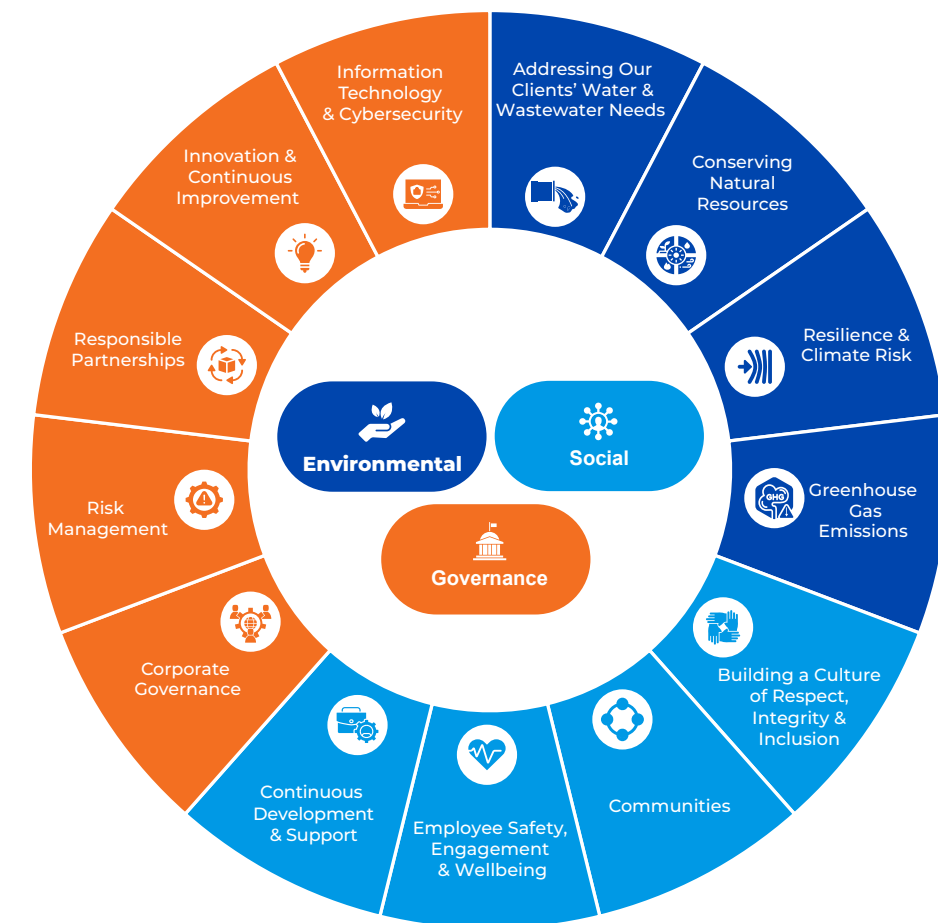 Information
Technology
& Cybersecurity
Addressing Our
Clients' Water &
Wastewater Needs
Conserving
Natural
Resources
Resilience &
Climate Risk
Greenhouse
Gas
Emissions
GHG
Building a Culture
of Respect,
Integrity &
Inclusion
Communities
Employee Safety,
Engagement
& Wellbeing
Continuous
Development
& Support
Corporate
Governance
Risk
Management
Responsible
Partnerships
Innovation &
Continuous
Improvement
Environmental
Social
Governance